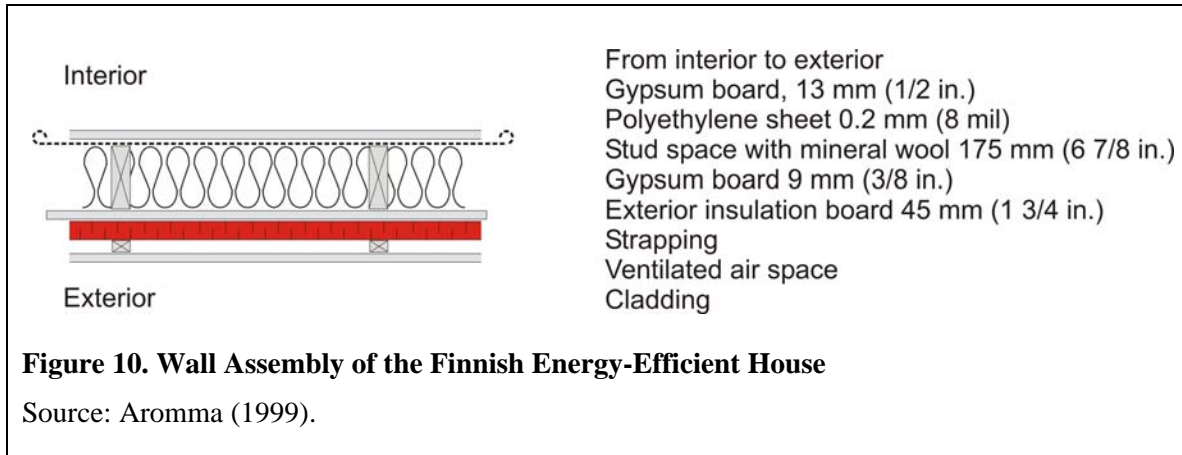 Interior
Exterior
From interior to exterior
Gypsum board, 13 mm (1/2 in.)
Polyethylene sheet 0.2 mm (8 mil)
Stud space with mineral wool 175 mm (6 7/8 in.)
Gypsum board 9 mm (3/8 in.)
Exterior insulation board 45 mm (1 3/4 in.)
Strapping
Ventilated air space
Cladding
Figure 10. Wall Assembly of the Finnish Energy-Efficient House
Source: Aromma (1999).